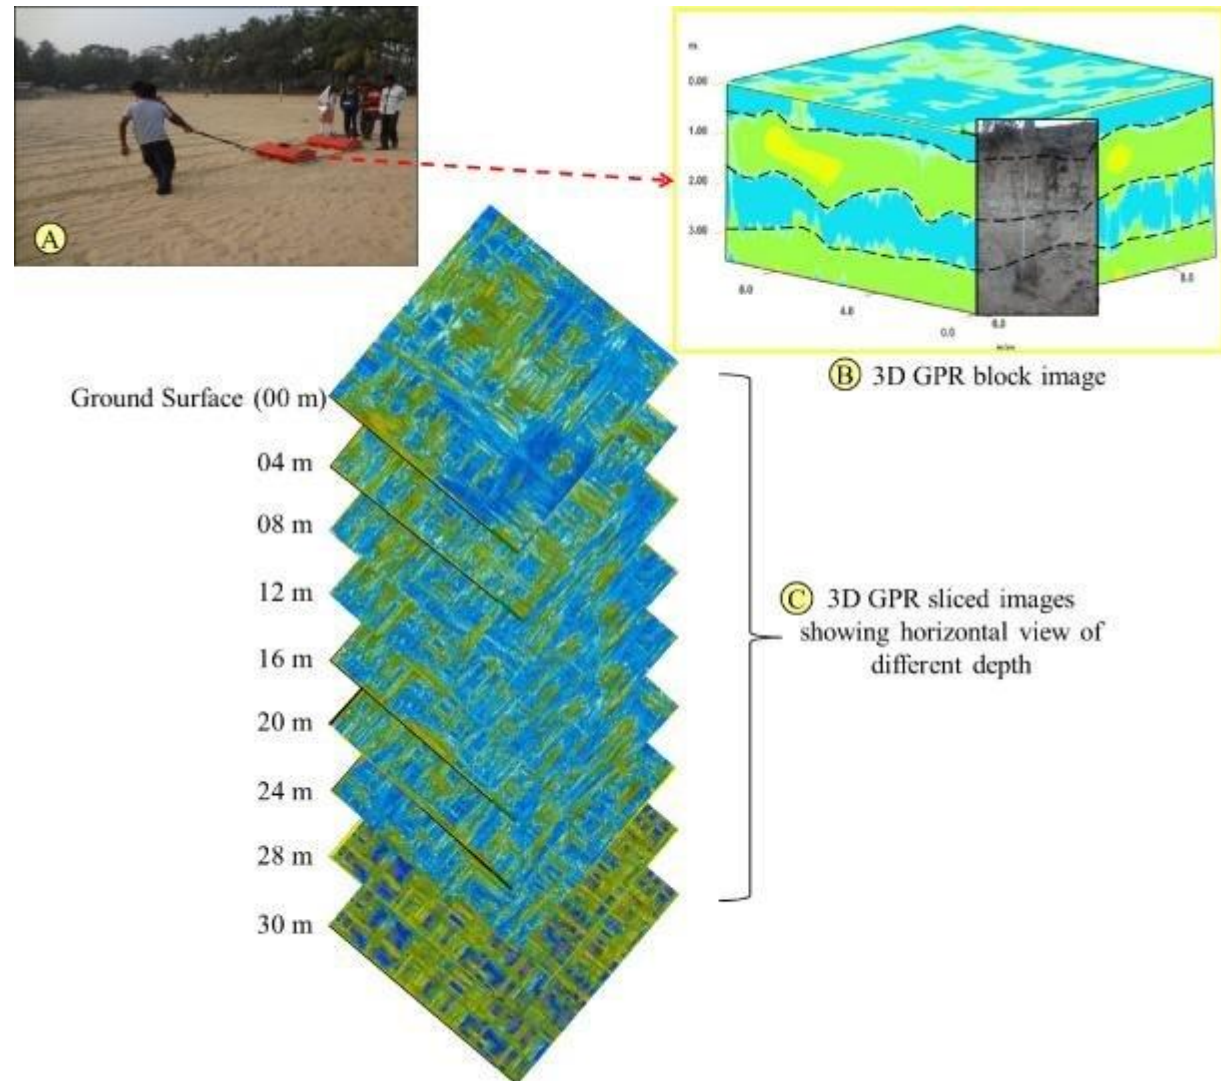 A
m.
0.00
1.00
2.00
3.00
8.0
4.0
0.0
8.0
B 3D GPR block image
Ground Surface (00 m)
04 m
08 m
12 m
16 m
20 m
24 m
28 m
30 m
C 3D GPR sliced images
showing horizontal view of
different depth